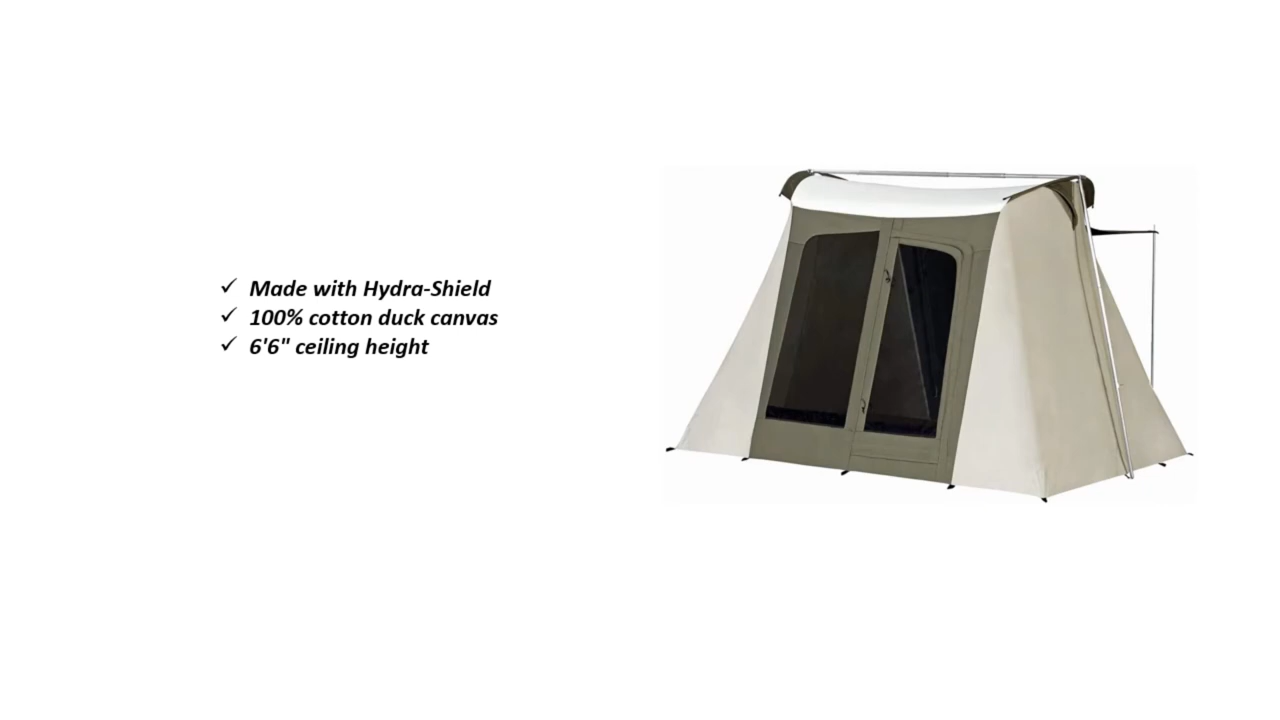 ✓ Made with Hydra-Shield
✓ 100% cotton duck canvas
✓ 6'6" ceiling height